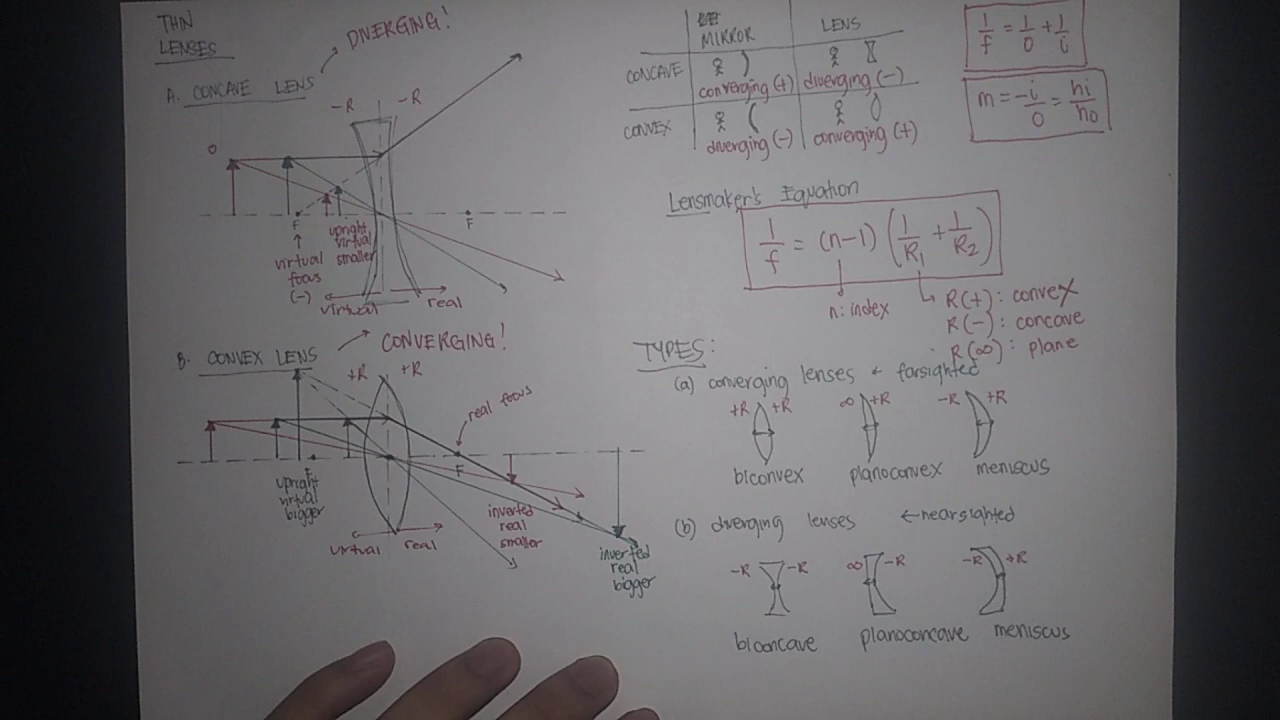 THIN
LENSES
DIVERGING!
A. CONCAVE LENS
-R -R
O
F
F
upright
virtual
smaller
virtual
focus
(-)
virtual real
B. CONVEX LENS
CONVERGING!
+R +R
real focus
F
F
upright
virtual
bigger
virtual real
inverted
real
smaller
inverted
real
bigger
MIRROR LENS
CONCAVE
converging (+) diverging (-)
CONVEX
diverging (-) converging (+)
1/f = 1/o + 1/i
m = -i/o = hi/ho
Lensmaker's Equation
1/f = (n-1) (1/R₁ + 1/R₂)
n: index
R(+): convex
R(-): concave
R(∞): plane
TYPES:
(a) converging lenses ← farsighted
+R +R ∞ +R -R +R
biconvex planoconvex meniscus
(b) diverging lenses ← nearsighted
-R -R ∞ -R -R +R
biconcave planoconcave meniscus